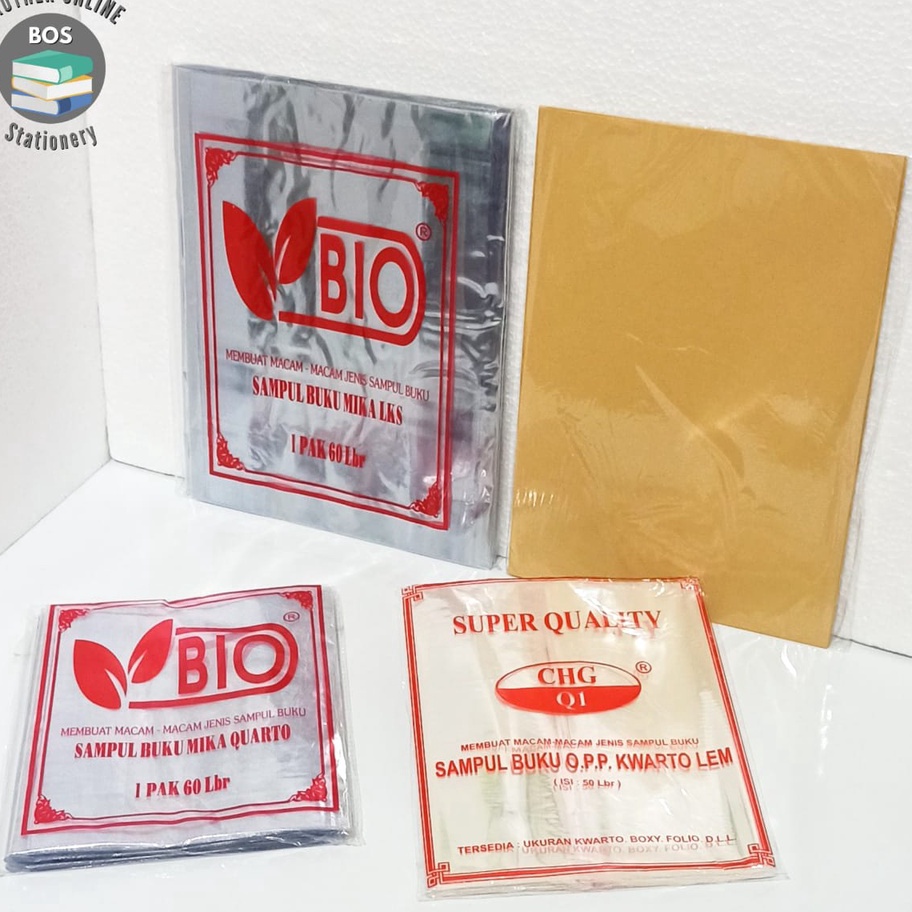 ONLINE
BOS
Stationery
BIO®
MEMBUAT MACAM - MACAM JENIS SAMPUL BUKU
SAMPUL BUKU MIKA LKS
1 PAK 60 Lbr
BIO®
MEMBUAT MACAM - MACAM JENIS SAMPUL BUKU
SAMPUL BUKU MIKA QUARTO
1 PAK 60 Lbr
SUPER QUALITY
CHG ®
Q1
MEMBUAT MACAM-MACAM JENIS SAMPUL BUKU
SAMPUL BUKU O.P.P. KWARTO LEM
( ISI : 50 Lbr )
TERSEDIA : UKURAN KWARTO. BOXY. FOLIO. D.L.L